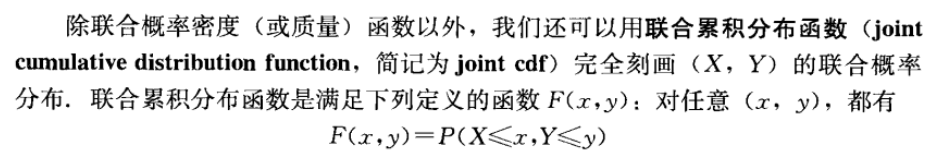 除联合概率密度（或质量）函数以外，我们还可以用联合累积分布函数（joint
cumulative distribution function，简记为 joint cdf）完全刻画（X，Y）的联合概率
分布．联合累积分布函数是满足下列定义的函数 F(x,y)：对任意（x，y），都有
F(x,y)=P(X≤x,Y≤y)